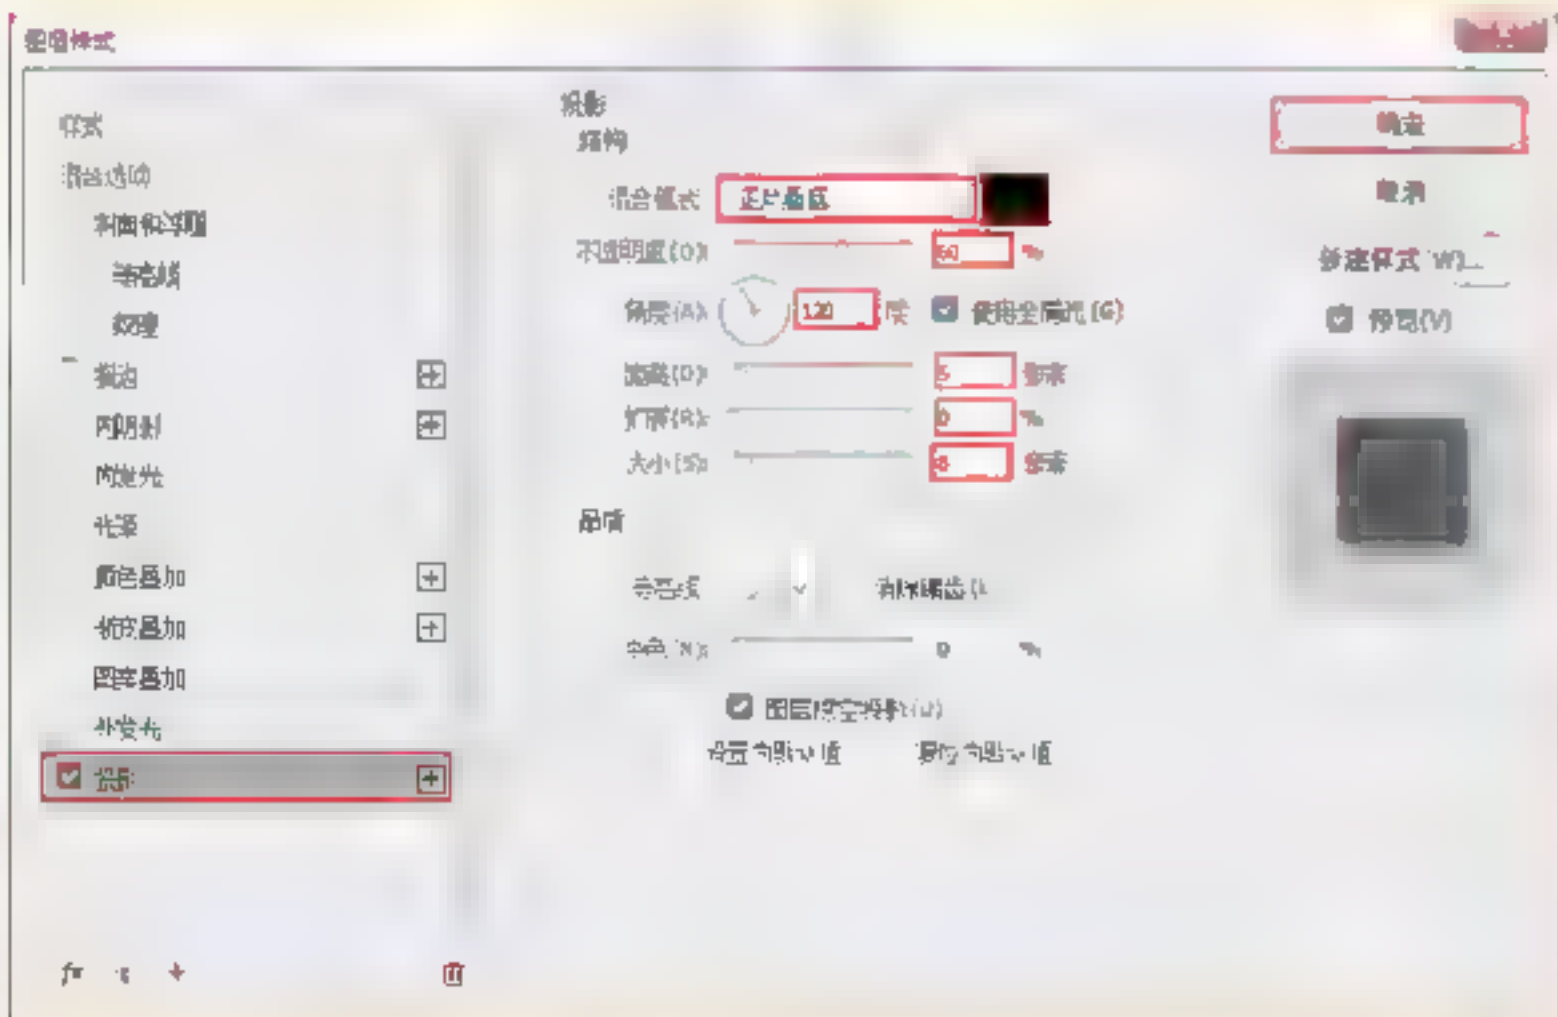 图层样式
样式
混合选项
斜面和浮雕
等高线
纹理
描边
内阴影
内发光
光泽
颜色叠加
渐变叠加
图案叠加
外发光
投影
fx
投影
结构
混合模式
正片叠底
不透明度(O):
%
角度(A):
120
度
使用全局光(G)
距离(D):
5
像素
扩展(R):
0
%
大小(S):
像素
品质
等高线
消除锯齿(L
杂色(N):
0
%
图层挖空投影(U)
设置为默认值
复位为默认值
确定
取消
新建样式(W)...
预览(V)